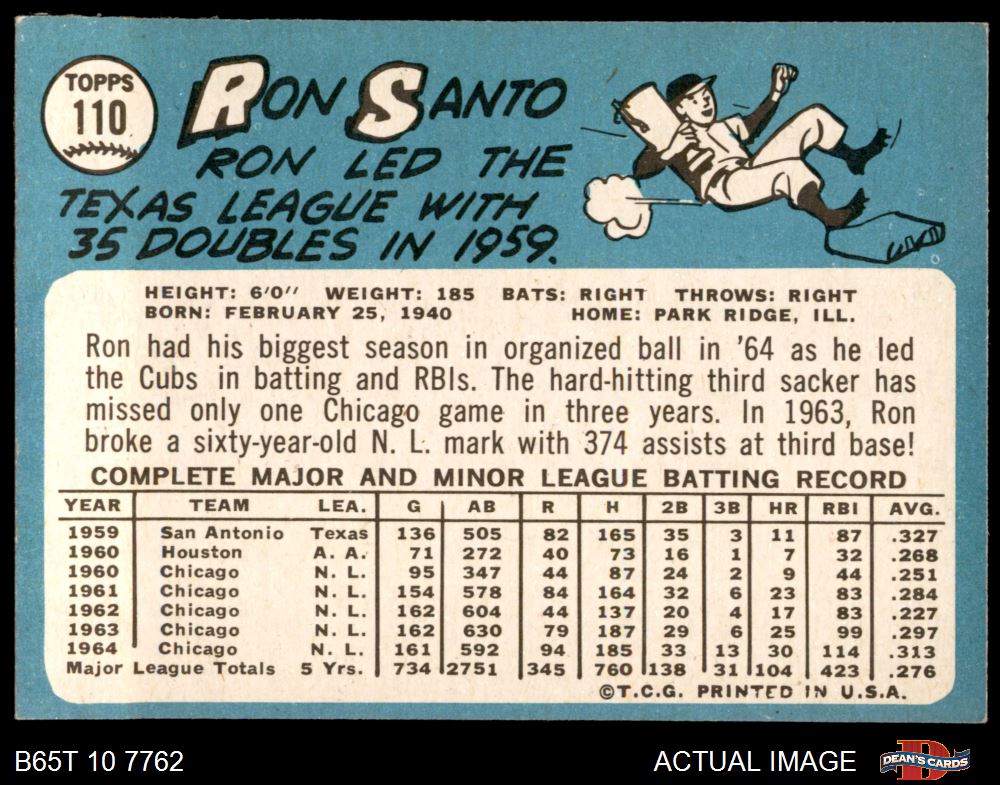 TOPPS
110
RON SANTO
RON LED THE
TEXAS LEAGUE WITH
35 DOUBLES IN 1959.
HEIGHT: 6'0" WEIGHT: 185 BATS: RIGHT THROWS: RIGHT
BORN: FEBRUARY 25, 1940 HOME: PARK RIDGE, ILL.
Ron had his biggest season in organized ball in '64 as he led
the Cubs in batting and RBIs. The hard-hitting third sacker has
missed only one Chicago game in three years. In 1963, Ron
broke a sixty-year-old N. L. mark with 374 assists at third base!
COMPLETE MAJOR AND MINOR LEAGUE BATTING RECORD
YEAR TEAM LEA. G AB R H 2B 3B HR RBI AVG.
1959 San Antonio Texas 136 505 82 165 35 3 11 87 .327
1960 Houston A. A. 71 272 40 73 16 1 7 32 .268
1960 Chicago N. L. 95 347 44 87 24 2 9 44 .251
1961 Chicago N. L. 154 578 84 164 32 6 23 83 .284
1962 Chicago N. L. 162 604 44 137 20 4 17 83 .227
1963 Chicago N. L. 162 630 79 187 29 6 25 99 .297
1964 Chicago N. L. 161 592 94 185 33 13 30 114 .313
Major League Totals 5 Yrs. 734 2751 345 760 138 31 104 423 .276
©T.C.G. PRINTED IN U.S.A.
B65T 10 7762 ACTUAL IMAGE DEAN'S CARDS